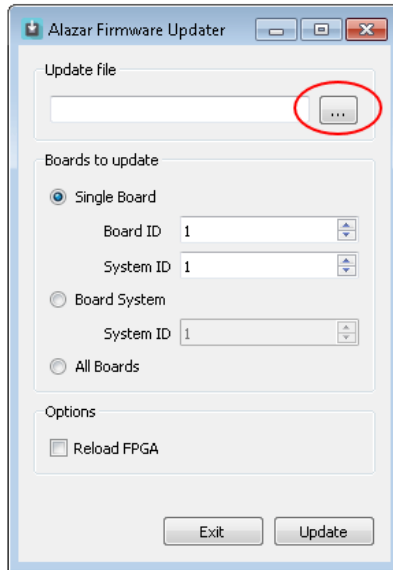 Alazar Firmware Updater
Update file
...
Boards to update
Single Board
Board ID 1
System ID 1
Board System
System ID 1
All Boards
Options
Reload FPGA
Exit Update